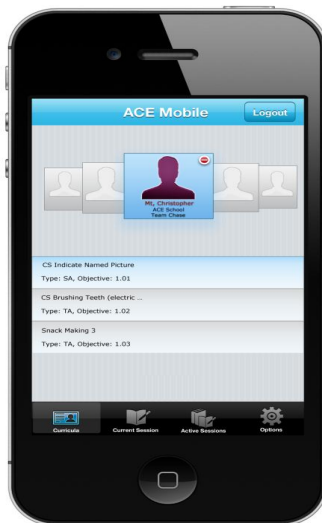 ACE Mobile
Logout
MI, Christopher
ACE School
Team Chase
CS Indicate Named Picture
Type: SA, Objective: 1.01
CS Brushing Teeth (electric ...
Type: TA, Objective: 1.02
Snack Making 3
Type: TA, Objective: 1.03
Curricula
Current Session
Active Sessions
Options